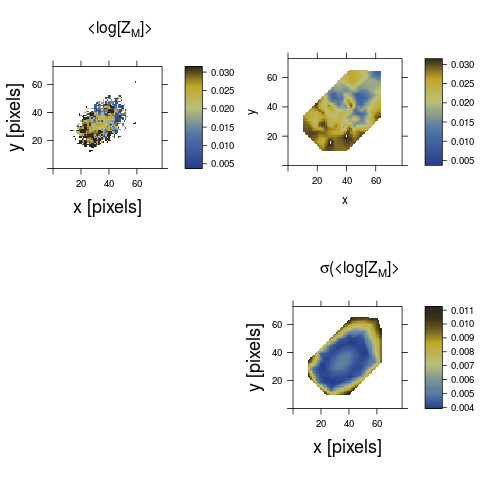 <log[Z_M]>
60
40
20
y [pixels]
20 40 60
x [pixels]
0.030
0.025
0.020
0.015
0.010
0.005
60
40
20
y
20 40 60
x
0.030
0.025
0.020
0.015
0.010
0.005
σ(<log[Z_M]>
60
40
20
y [pixels]
20 40 60
x [pixels]
0.011
0.010
0.009
0.008
0.007
0.006
0.005
0.004